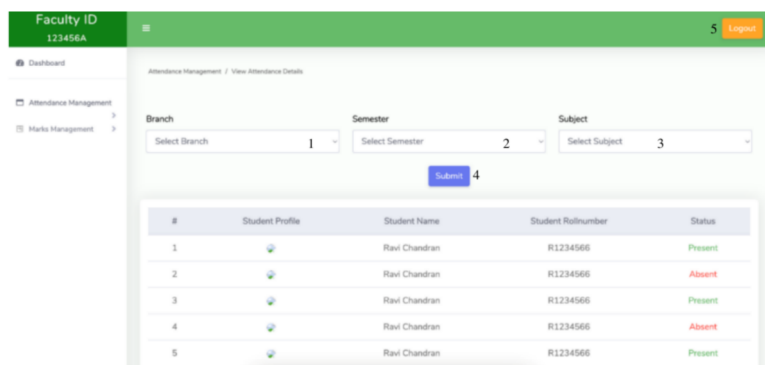 Faculty ID
123456A
5 Logout
Dashboard
Attendance Management / View Attendance Details
Attendance Management
Marks Management
Branch Semester Subject
Select Branch 1 Select Semester 2 Select Subject 3
Submit 4
# Student Profile Student Name Student Rollnumber Status
1 Ravi Chandran R1234566 Present
2 Ravi Chandran R1234566 Absent
3 Ravi Chandran R1234566 Present
4 Ravi Chandran R1234566 Absent
5 Ravi Chandran R1234566 Present